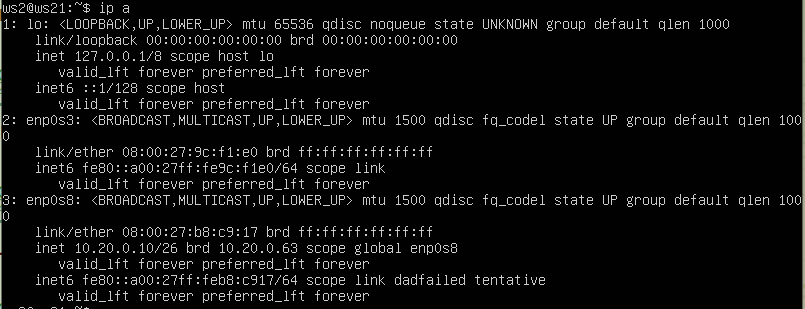 ws2@ws21:~$ ip a
1: lo: <LOOPBACK,UP,LOWER_UP> mtu 65536 qdisc noqueue state UNKNOWN group default qlen 1000
    link/loopback 00:00:00:00:00:00 brd 00:00:00:00:00:00
    inet 127.0.0.1/8 scope host lo
       valid_lft forever preferred_lft forever
    inet6 ::1/128 scope host
       valid_lft forever preferred_lft forever
2: enp0s3: <BROADCAST,MULTICAST,UP,LOWER_UP> mtu 1500 qdisc fq_codel state UP group default qlen 100
0
    link/ether 08:00:27:9c:f1:e0 brd ff:ff:ff:ff:ff:ff
    inet6 fe80::a00:27ff:fe9c:f1e0/64 scope link
       valid_lft forever preferred_lft forever
3: enp0s8: <BROADCAST,MULTICAST,UP,LOWER_UP> mtu 1500 qdisc fq_codel state UP group default qlen 100
0
    link/ether 08:00:27:b8:c9:17 brd ff:ff:ff:ff:ff:ff
    inet 10.20.0.10/26 brd 10.20.0.63 scope global enp0s8
       valid_lft forever preferred_lft forever
    inet6 fe80::a00:27ff:feb8:c917/64 scope link dadfailed tentative
       valid_lft forever preferred_lft forever